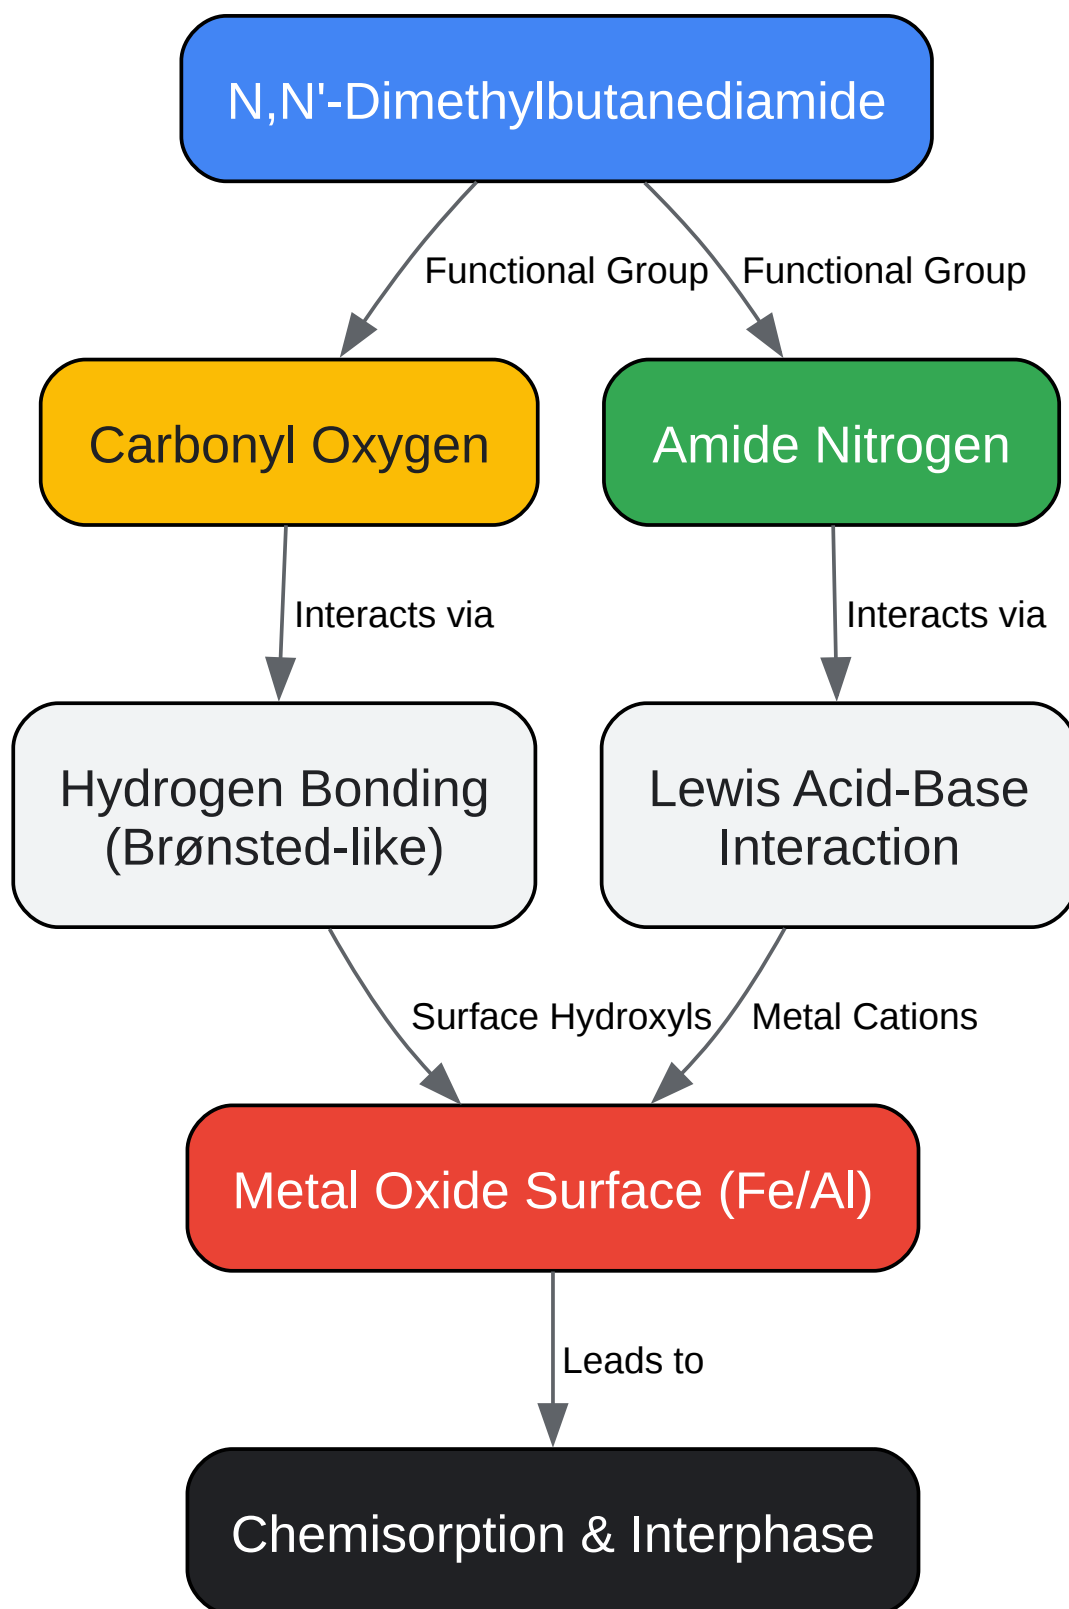 N,N'-Dimethylbutanediamide
Functional Group
Functional Group
Carbonyl Oxygen
Amide Nitrogen
Interacts via
Interacts via
Hydrogen Bonding
(Brønsted-like)
Lewis Acid-Base
Interaction
Surface Hydroxyls
Metal Cations
Metal Oxide Surface (Fe/Al)
Leads to
Chemisorption & Interphase